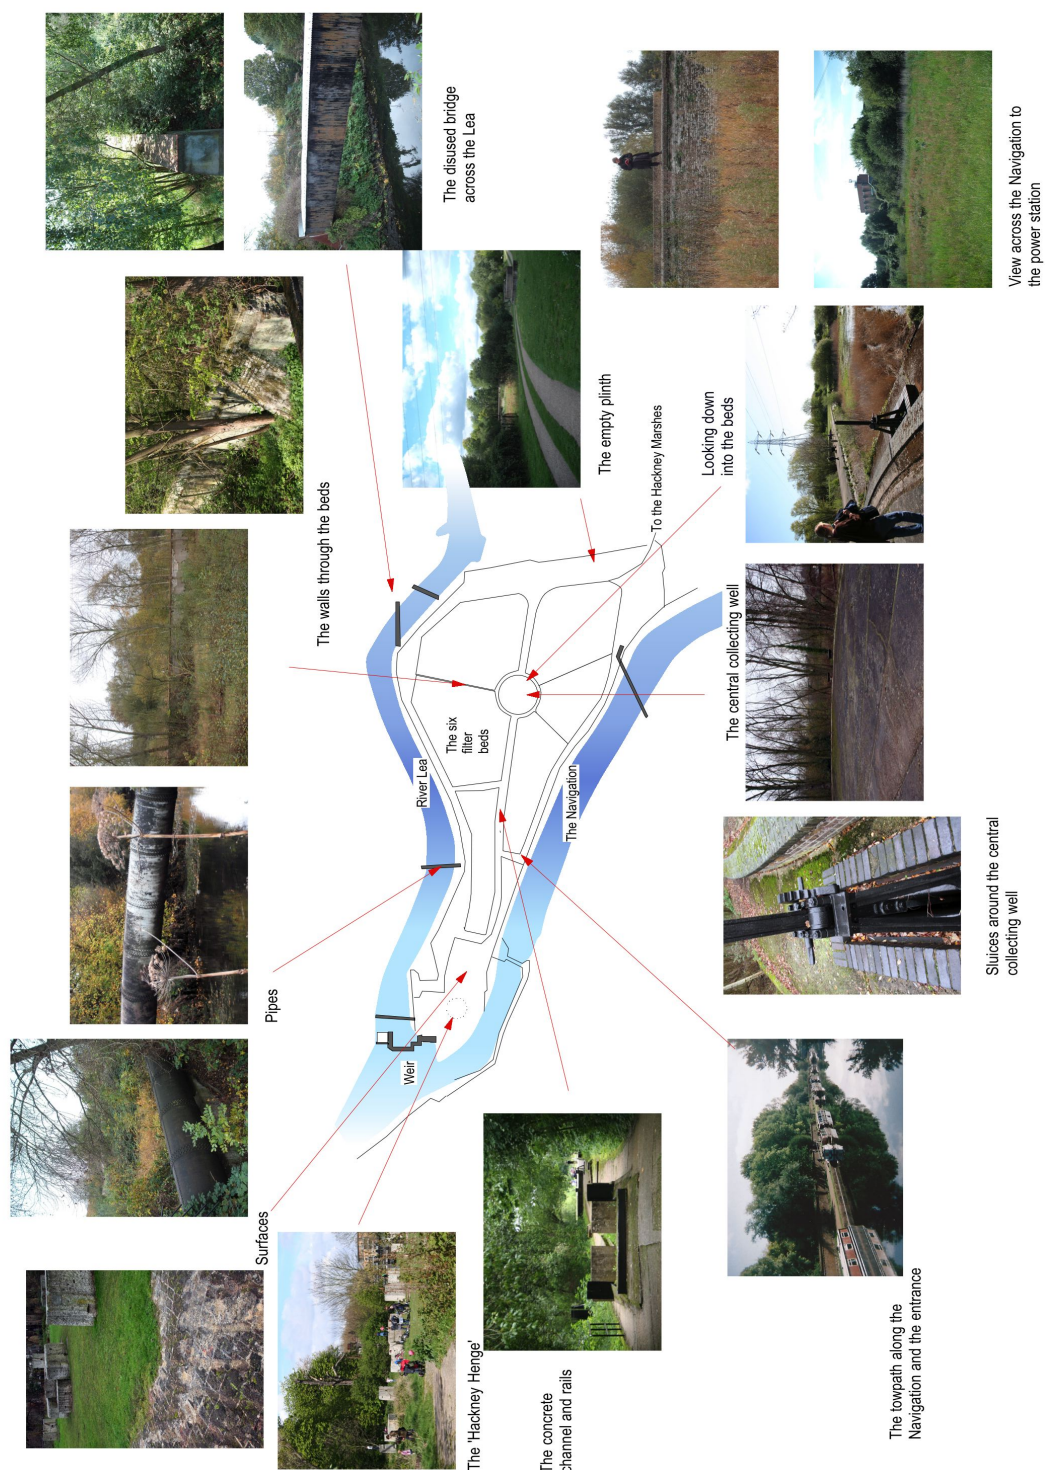 The disused bridge
across the Lea
View across the Navigation to
the power station
The walls through the beds
The empty plinth
To the Hackney Marshes
Looking down
into the beds
The six
filter
beds
River Lea
The Navigation
The central collecting well
Pipes
Weir
Sluices around the central
collecting well
Surfaces
The 'Hackney Henge'
The concrete
channel and rails
The towpath along the
Navigation and the entrance